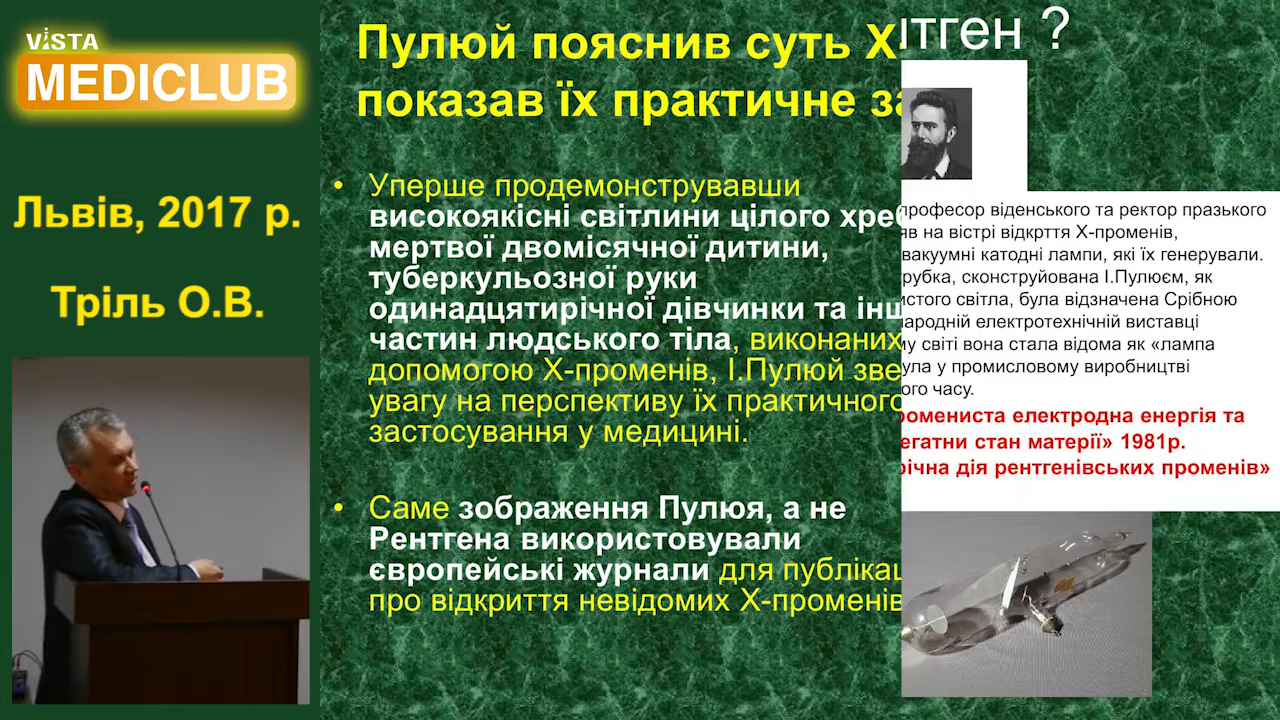 VISTA
MEDICLUB
Львів, 2017 р.
Тріль О.В.
Пулюй пояснив суть Х
показав їх практичне за
• Уперше продемонструвавши
високоякісні світлини цілого хре
мертвої двомісячної дитини,
туберкульозної руки
одинадцятирічної дівчинки та інш
частин людського тіла, виконаних
допомогою Х-променів, І.Пулюй зве
увагу на перспективу їх практичного
застосування у медицині.
• Саме зображення Пулюя, а не
Рентгена використовували
європейські журнали для публікац
про відкриття невідомих Х-променів
нтген ?
професор віденського та ректор празького
яв на вістрі відкрття Х-променів,
вакуумні катодні лампи, які їх генерували.
рубка, сконструйована І.Пулюєм, як
истого світла, була відзначена Срібною
народній електротехнічній виставці
му світі вона стала відома як «лампа
ула у промисловому виробництві
ого часу.
ромениста електродна енергія та
егатни стан матерії» 1981р.
річна дія рентгенівських променів»